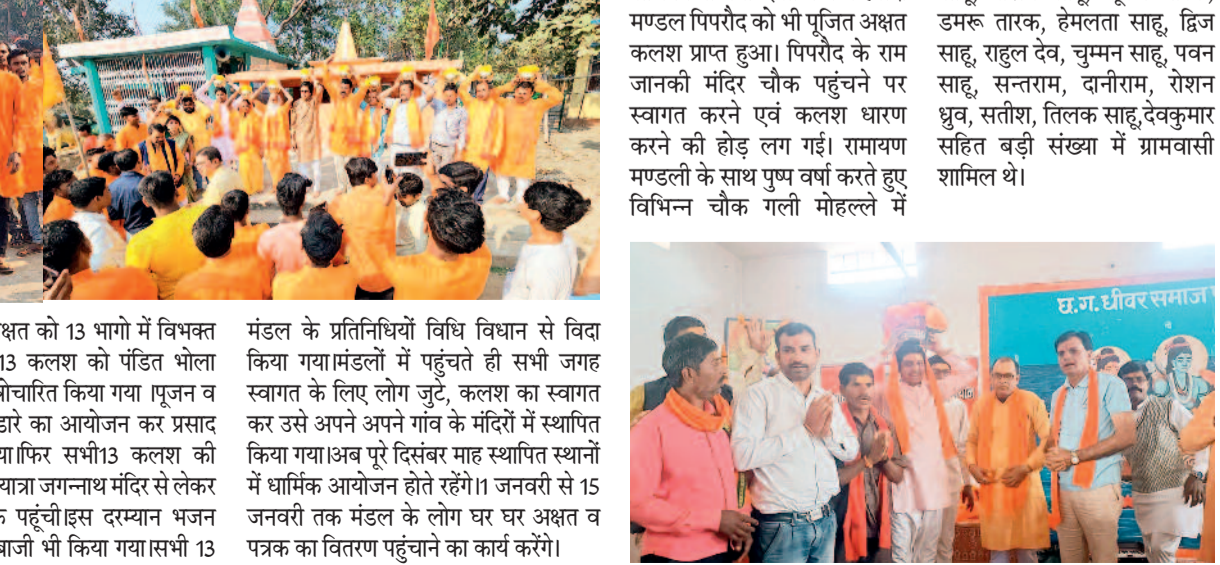 मण्डल पिपरौद को भी पूजित अक्षत
कलश प्राप्त हुआ। पिपरौद के राम
जानकी मंदिर चौक पहुंचने पर
स्वागत करने एवं कलश धारण
करने की होड़ लग गई। रामायण
मण्डली के साथ पुष्प वर्षा करते हुए
विभिन्न चौक गली मोहल्ले में
डमरू तारक, हेमलता साहू, द्विज
साहू, राहुल देव, चुम्मन साहू, पवन
साहू, सन्तराम, दानीराम, रोशन
ध्रुव, सतीश, तिलक साहू,देवकुमार
सहित बड़ी संख्या में ग्रामवासी
शामिल थे।
छ.ग.धीवर समाज
को 13 भागो में विभक्त
13 कलश को पंडित भोला
किया गया ।पूजन व
का आयोजन कर प्रसाद
सभी13 कलश की
जगन्नाथ मंदिर से लेकर
पहुंची।इस दरम्यान भजन
भी किया गया।सभी 13
मंडल के प्रतिनिधियों विधि विधान से विदा
किया गया।मंडलों में पहुंचते ही सभी जगह
स्वागत के लिए लोग जुटे, कलश का स्वागत
कर उसे अपने अपने गांव के मंदिरों में स्थापित
किया गया।अब पूरे दिसंबर माह स्थापित स्थानों
में धार्मिक आयोजन होते रहेंगे।1 जनवरी से 15
जनवरी तक मंडल के लोग घर घर अक्षत व
पत्रक का वितरण पहुंचाने का कार्य करेंगे।